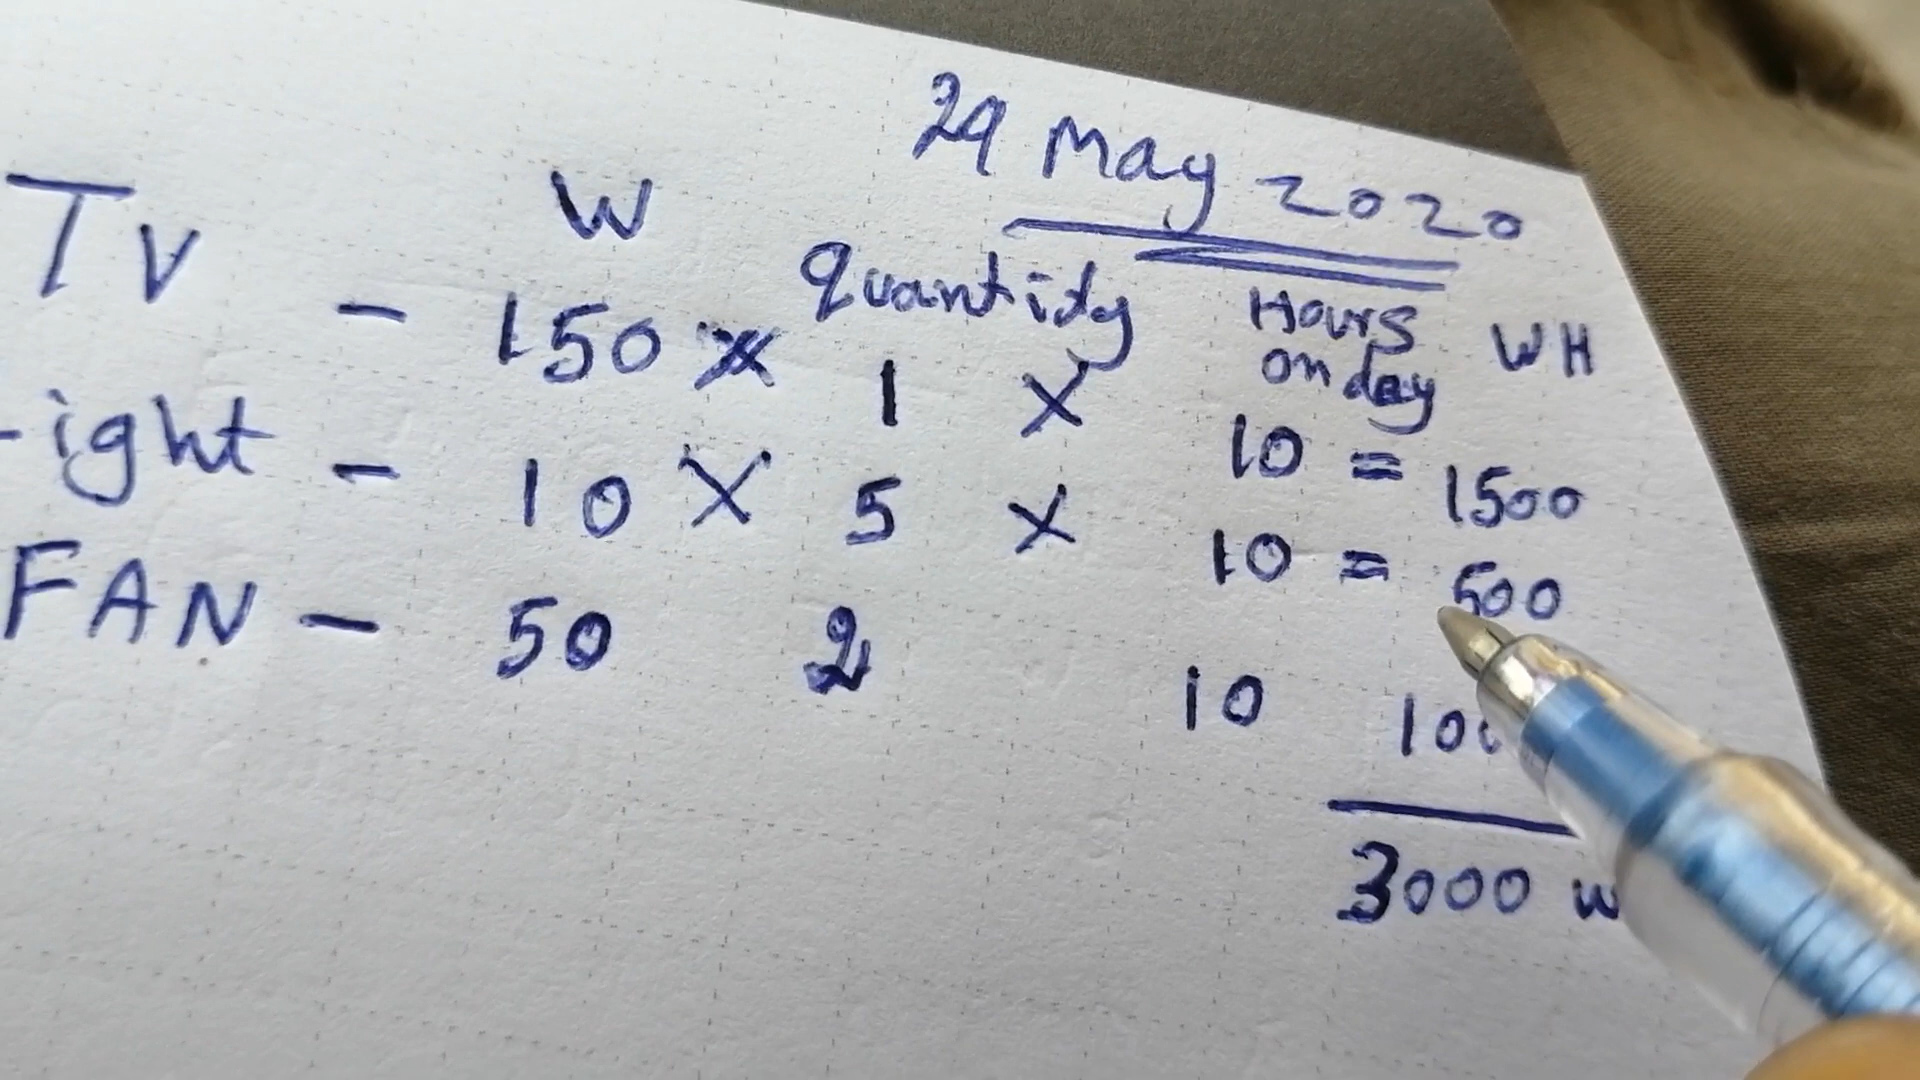 29 May 2020
W quantity Hours on day WH
TV - 150 x 1 X 10 = 1500
ight - 10 X 5 X 10 = 500
FAN - 50 2 10 100
3000 w